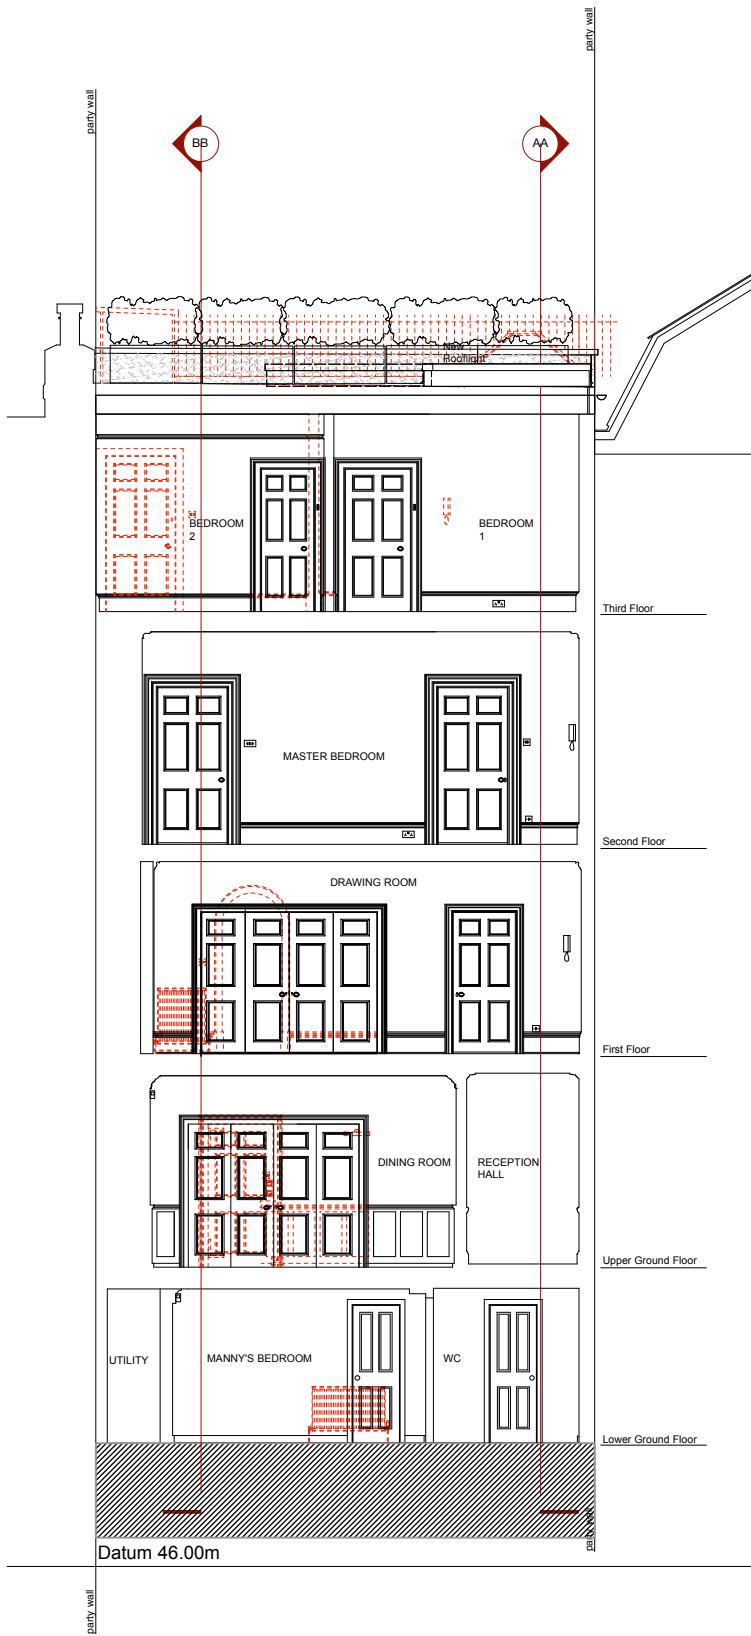 party wall
party wall
BB
AA
New
Rooflight
BEDROOM
2
BEDROOM
1
Third Floor
MASTER BEDROOM
Second Floor
DRAWING ROOM
First Floor
DINING ROOM
RECEPTION
HALL
Upper Ground Floor
UTILITY
MANNY'S BEDROOM
WC
Lower Ground Floor
party wall
Datum 46.00m
party wall